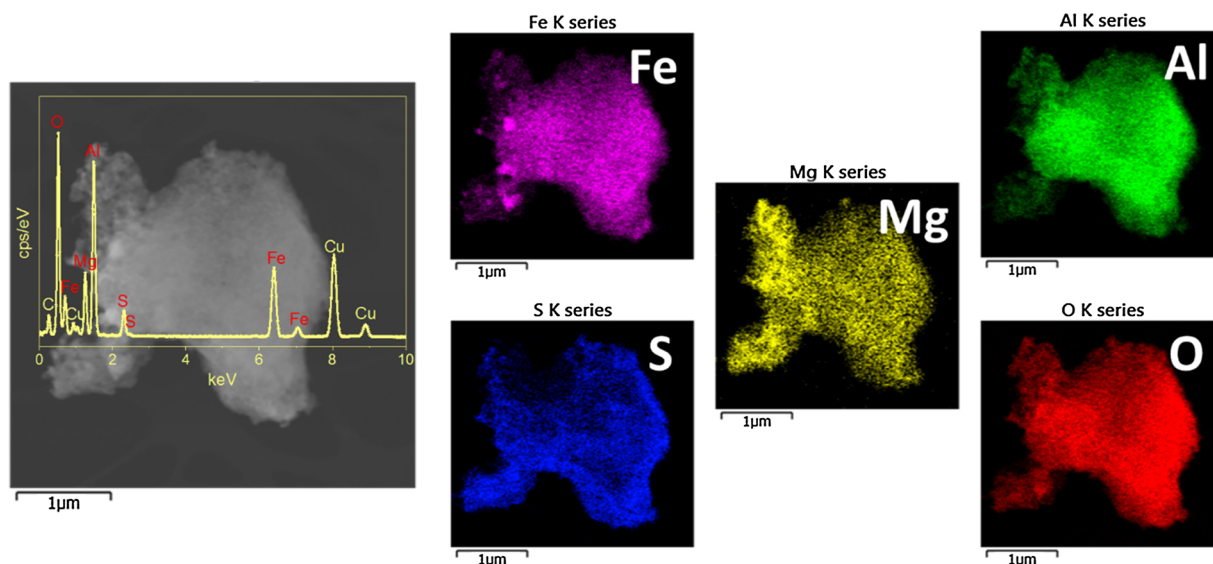 cps/eV
O
Al
Mg
Fe
C
Cu
S
S
Fe
Fe
Cu
Cu
0 2 4 6 8 10
keV
1µm
Fe K series
Fe
1µm
S K series
S
1µm
Mg K series
Mg
1µm
Al K series
Al
1µm
O K series
O
1µm